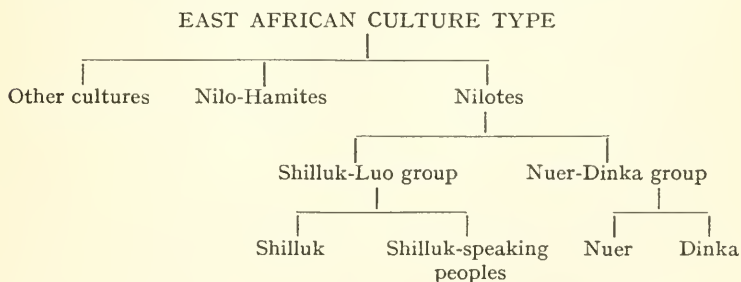 EAST AFRICAN CULTURE TYPE
Other cultures Nilo-Hamites Nilotes
Shilluk-Luo group Nuer-Dinka group
Shilluk Shilluk-speaking Nuer Dinka
peoples